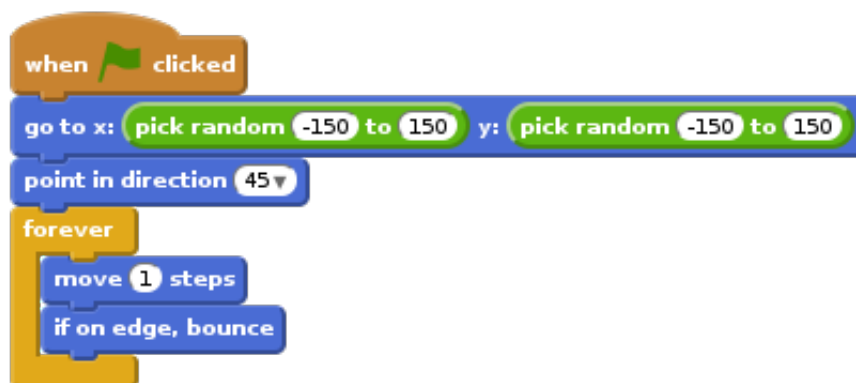 when clicked
go to x: pick random -150 to 150 y: pick random -150 to 150
point in direction 45
forever
move 1 steps
if on edge, bounce